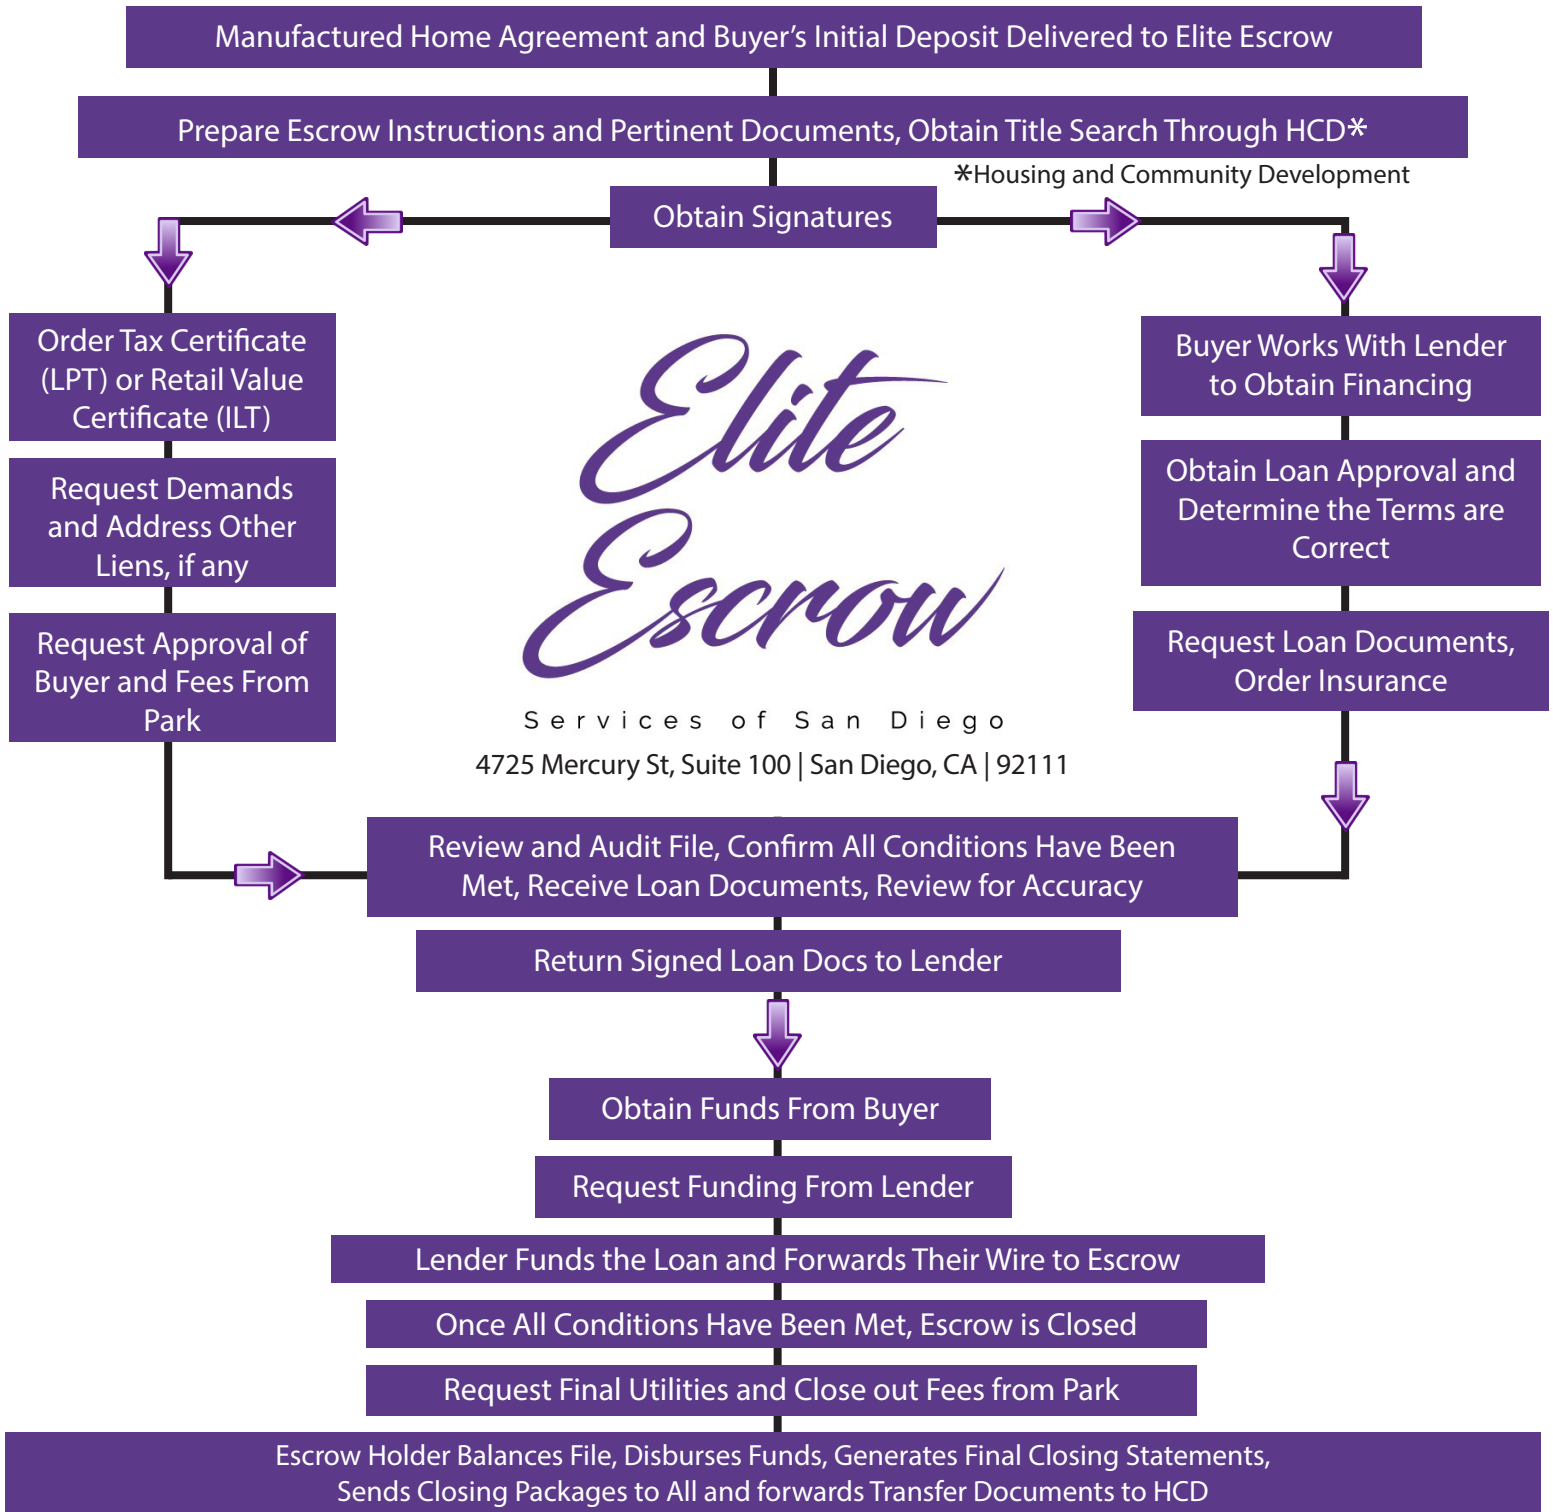 Manufactured Home Agreement and Buyer’s Initial Deposit Delivered to Elite Escrow
Prepare Escrow Instructions and Pertinent Documents, Obtain Title Search Through HCD*
*Housing and Community Development
Obtain Signatures
Order Tax Certificate
(LPT) or Retail Value
Certificate (ILT)
Request Demands
and Address Other
Liens, if any
Request Approval of
Buyer and Fees From
Park
Elite
Escrow
Services of San Diego
4725 Mercury St, Suite 100 | San Diego, CA | 92111
Buyer Works With Lender
to Obtain Financing
Obtain Loan Approval and
Determine the Terms are
Correct
Request Loan Documents,
Order Insurance
Review and Audit File, Confirm All Conditions Have Been
Met, Receive Loan Documents, Review for Accuracy
Return Signed Loan Docs to Lender
Obtain Funds From Buyer
Request Funding From Lender
Lender Funds the Loan and Forwards Their Wire to Escrow
Once All Conditions Have Been Met, Escrow is Closed
Request Final Utilities and Close out Fees from Park
Escrow Holder Balances File, Disburses Funds, Generates Final Closing Statements,
Sends Closing Packages to All and forwards Transfer Documents to HCD